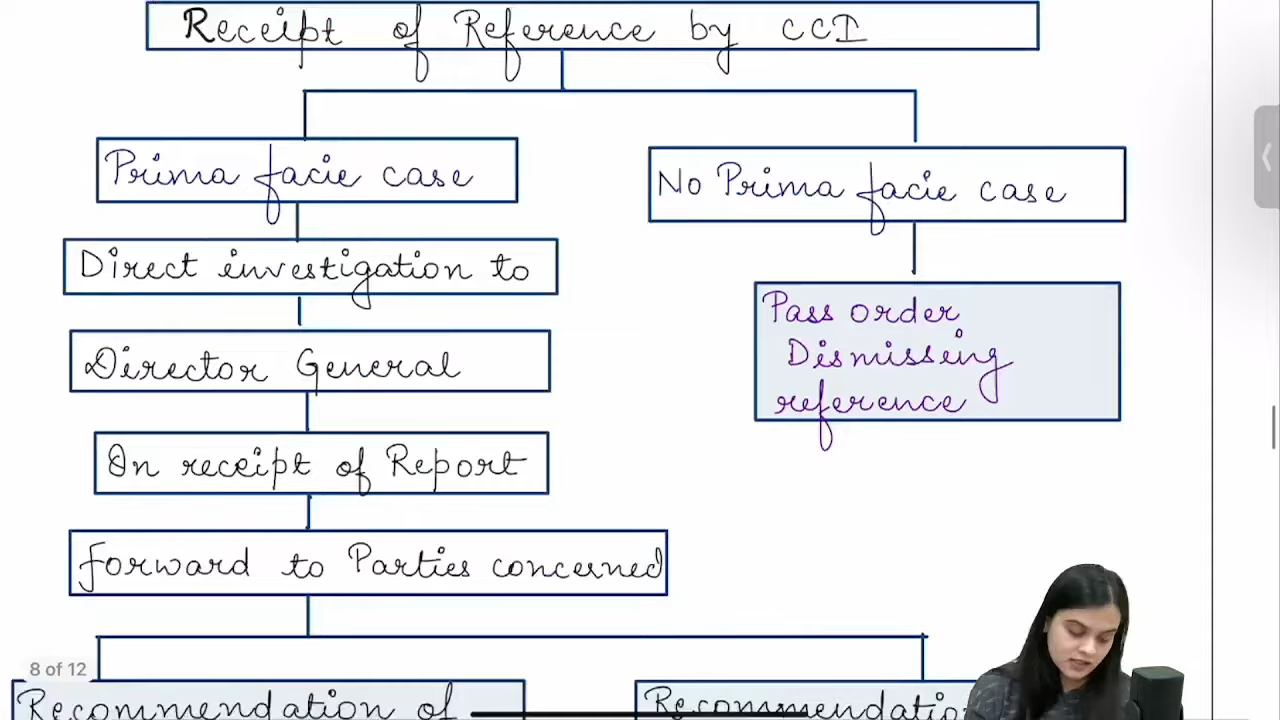 Receipt of Reference by CCI
Prima facie case
No Prima facie case
Direct investigation to
Pass order
Dismissing
reference
Director General
On receipt of Report
forward to Parties concerned
8 of 12
Recommendation of